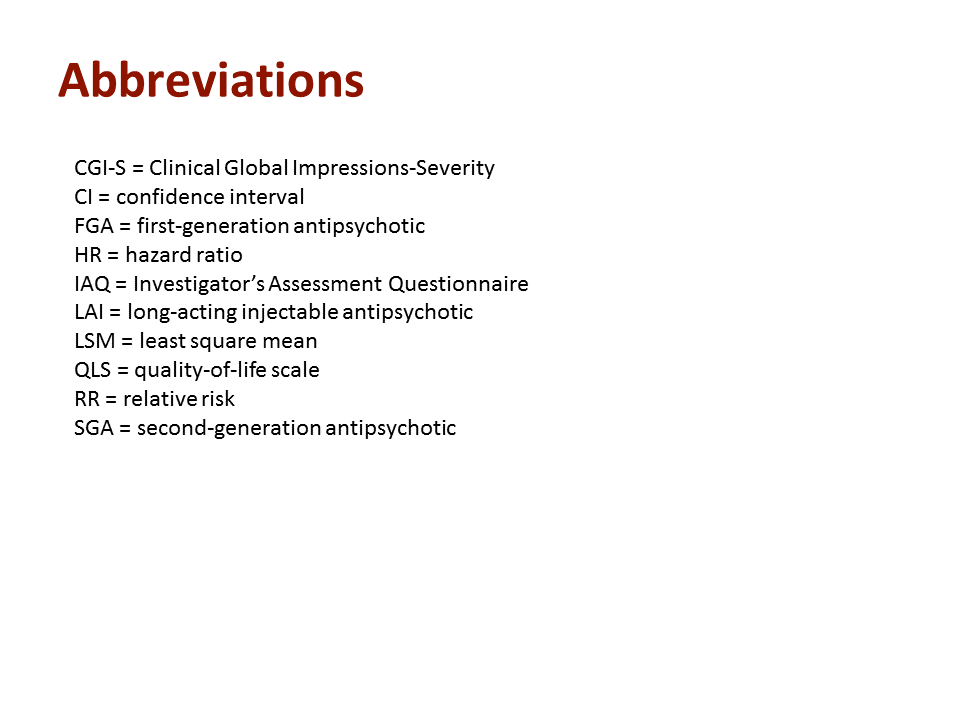 Abbreviations
CGI-S = Clinical Global Impressions-Severity
CI = confidence interval
FGA = first-generation antipsychotic
HR = hazard ratio
IAQ = Investigator’s Assessment Questionnaire
LAI = long-acting injectable antipsychotic
LSM = least square mean
QLS = quality-of-life scale
RR = relative risk
SGA = second-generation antipsychotic